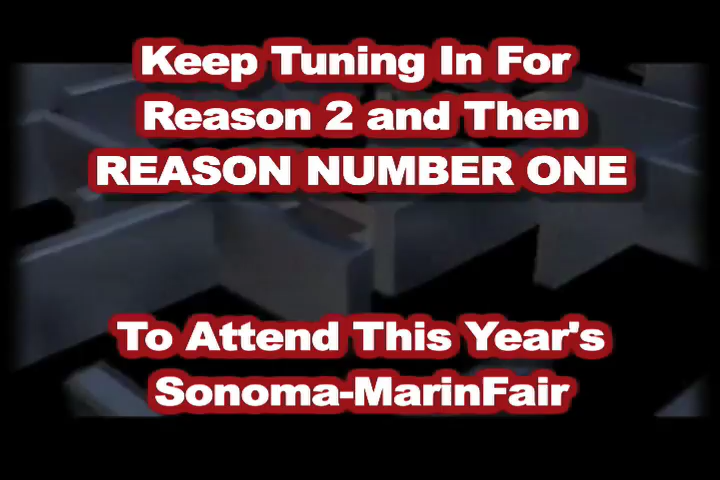 Keep Tuning In For
Reason 2 and Then
REASON NUMBER ONE
To Attend This Year's
Sonoma-MarinFair